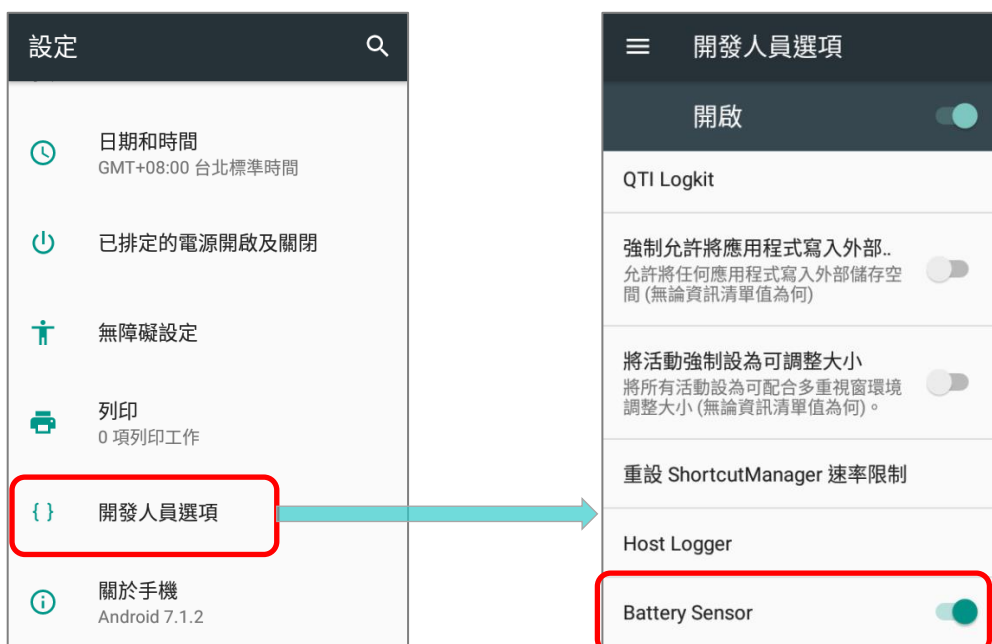 設定
日期和時間
GMT+08:00 台北標準時間
已排定的電源開啟及關閉
無障礙設定
列印
0 項列印工作
{ } 開發人員選項
關於手機
Android 7.1.2
開發人員選項
開啟
QTI Logkit
強制允許將應用程式寫入外部..
允許將任何應用程式寫入外部儲存空
間 (無論資訊清單值為何)
將活動強制設為可調整大小
將所有活動設為可配合多重視窗環境
調整大小 (無論資訊清單值為何)。
重設 ShortcutManager 速率限制
Host Logger
Battery Sensor